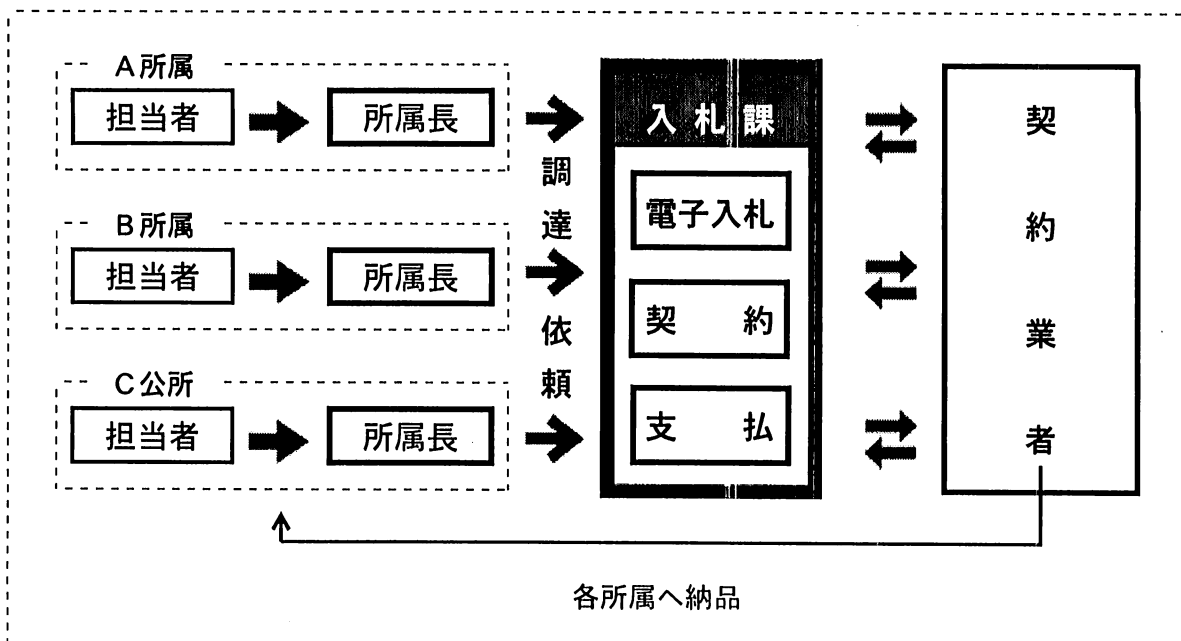 A所属
担当者
所属長
B所属
担当者
所属長
C公所
担当者
所属長
調達依頼
入札課
電子入札
契　約
支　払
契約業者
各所属へ納品